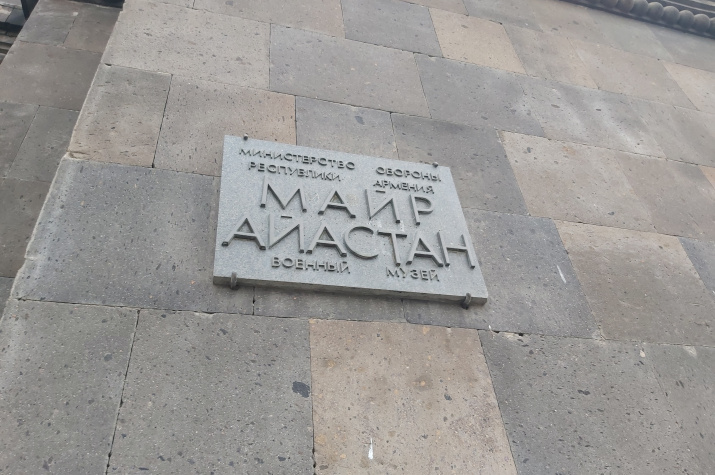 МИНИСТЕРСТВО ОБОРОНЫ
РЕСПУБЛИКИ АРМЕНИЯ
МАЙР
АЙАСТАН
ВОЕННЫЙ МУЗЕЙ